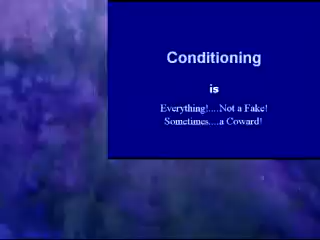 Conditioning
is
Everything!....Not a Fake!
Sometimes....a Coward!